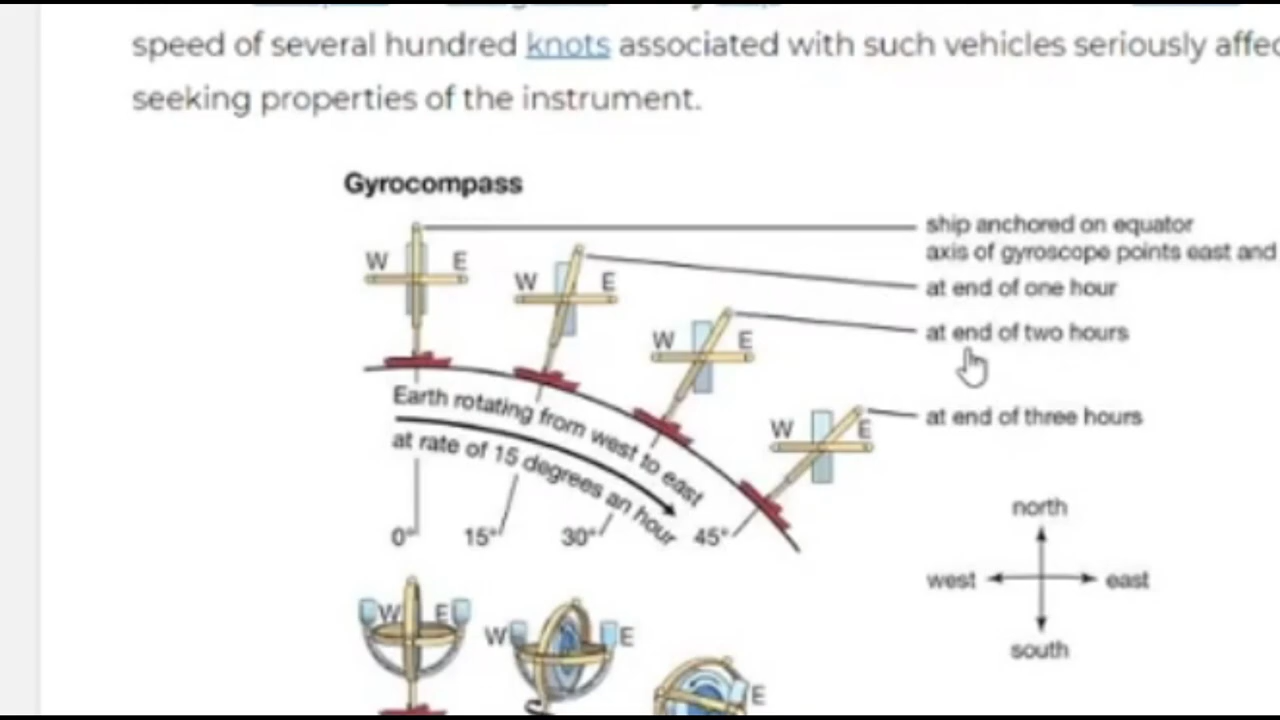 speed of several hundred knots associated with such vehicles seriously
seeking properties of the instrument.
Gyrocompass
ship anchored on equator
axis of gyroscope points east and
at end of one hour
at end of two hours
at end of three hours
W E
W E
W E
W E
Earth rotating from west to east
at rate of 15 degrees an hour
0° 15° 30° 45°
north
west east
south
W E
W E
E